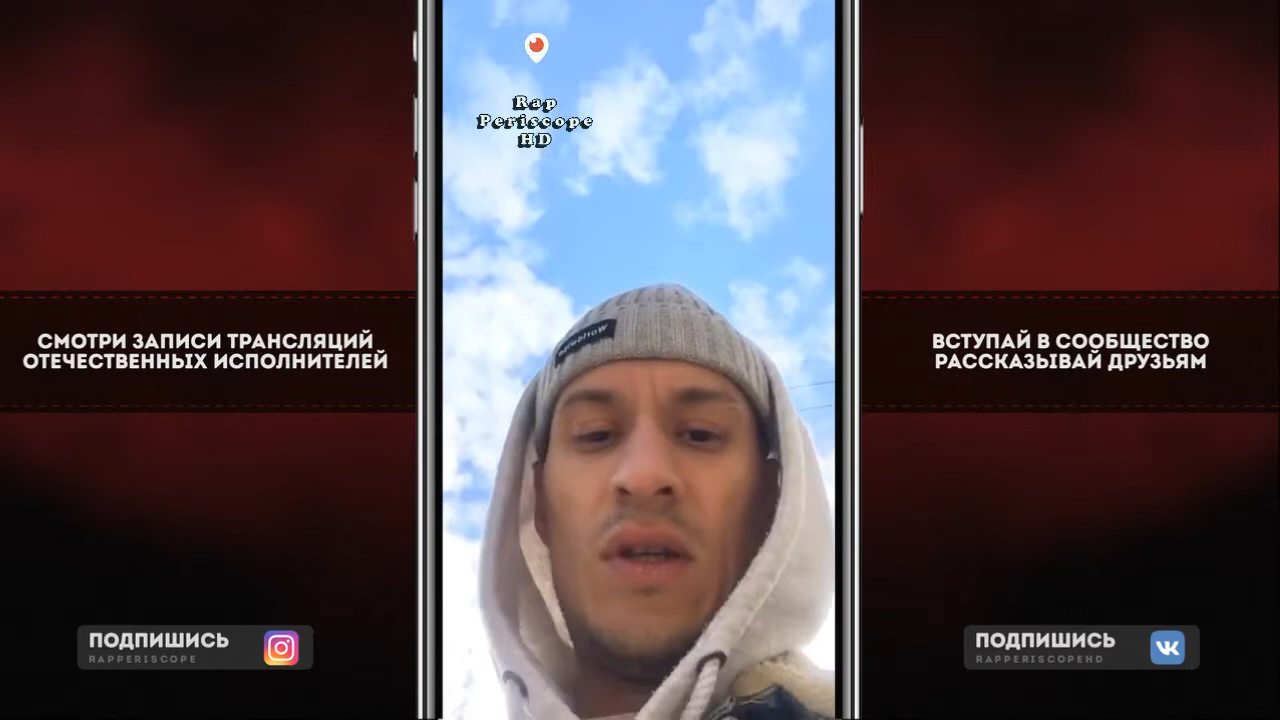 Rap
Periscope
HD
СМОТРИ ЗАПИСИ ТРАНСЛЯЦИЙ
ОТЕЧЕСТВЕННЫХ ИСПОЛНИТЕЛЕЙ
ВСТУПАЙ В СООБЩЕСТВО
РАССКАЗЫВАЙ ДРУЗЬЯМ
ПОДПИШИСЬ
RAPPERISCOPE
ПОДПИШИСЬ
RAPPERISCOPEHD